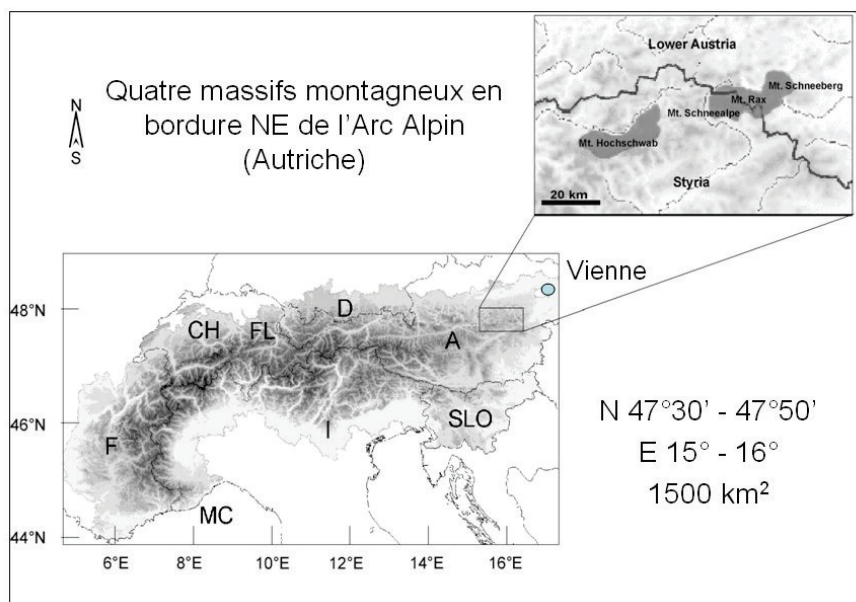 N
S
Quatre massifs montagneux en
bordure NE de l'Arc Alpin
(Autriche)
Lower Austria
Mt. Schneeberg
Mt. Rax
Mt. Schneealpe
Mt. Hochschwab
Styria
20 km
Vienne
48°N
46°N
44°N
D
CH
FL
A
F
I
SLO
MC
6°E
8°E
10°E
12°E
14°E
16°E
N 47°30' - 47°50'
E 15° - 16°
1500 km²